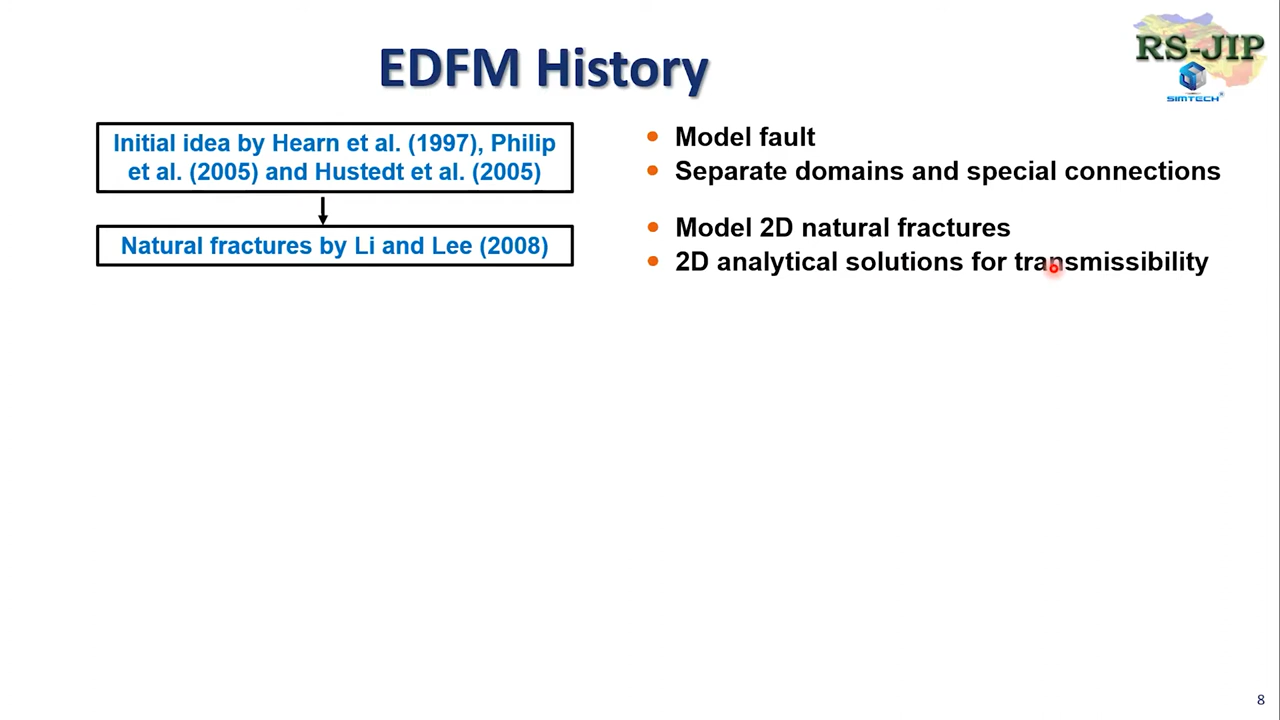 EDFM History
RS-JIP
SIMTECH
Initial idea by Hearn et al. (1997), Philip
et al. (2005) and Hustedt et al. (2005)
• Model fault
• Separate domains and special connections
Natural fractures by Li and Lee (2008)
• Model 2D natural fractures
• 2D analytical solutions for transmissibility
8